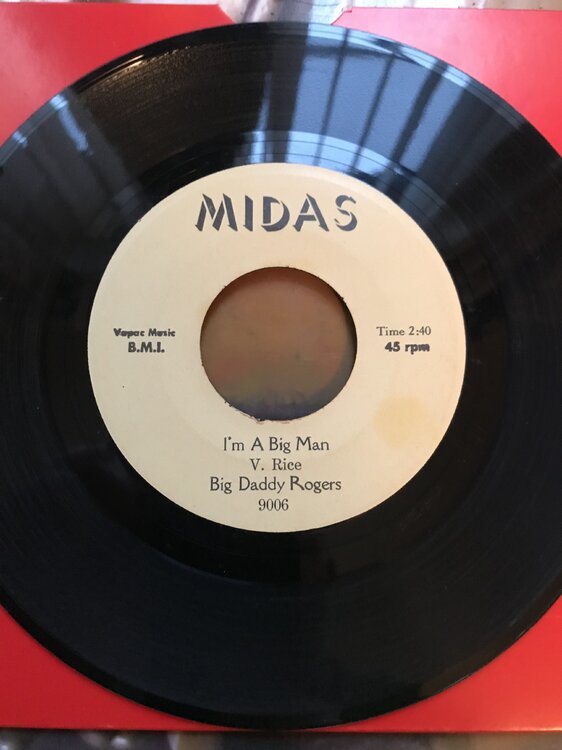 MIDAS
Vapac Music
B.M.I.
Time 2:40
45 rpm
I'm A Big Man
V. Rice
Big Daddy Rogers
9006